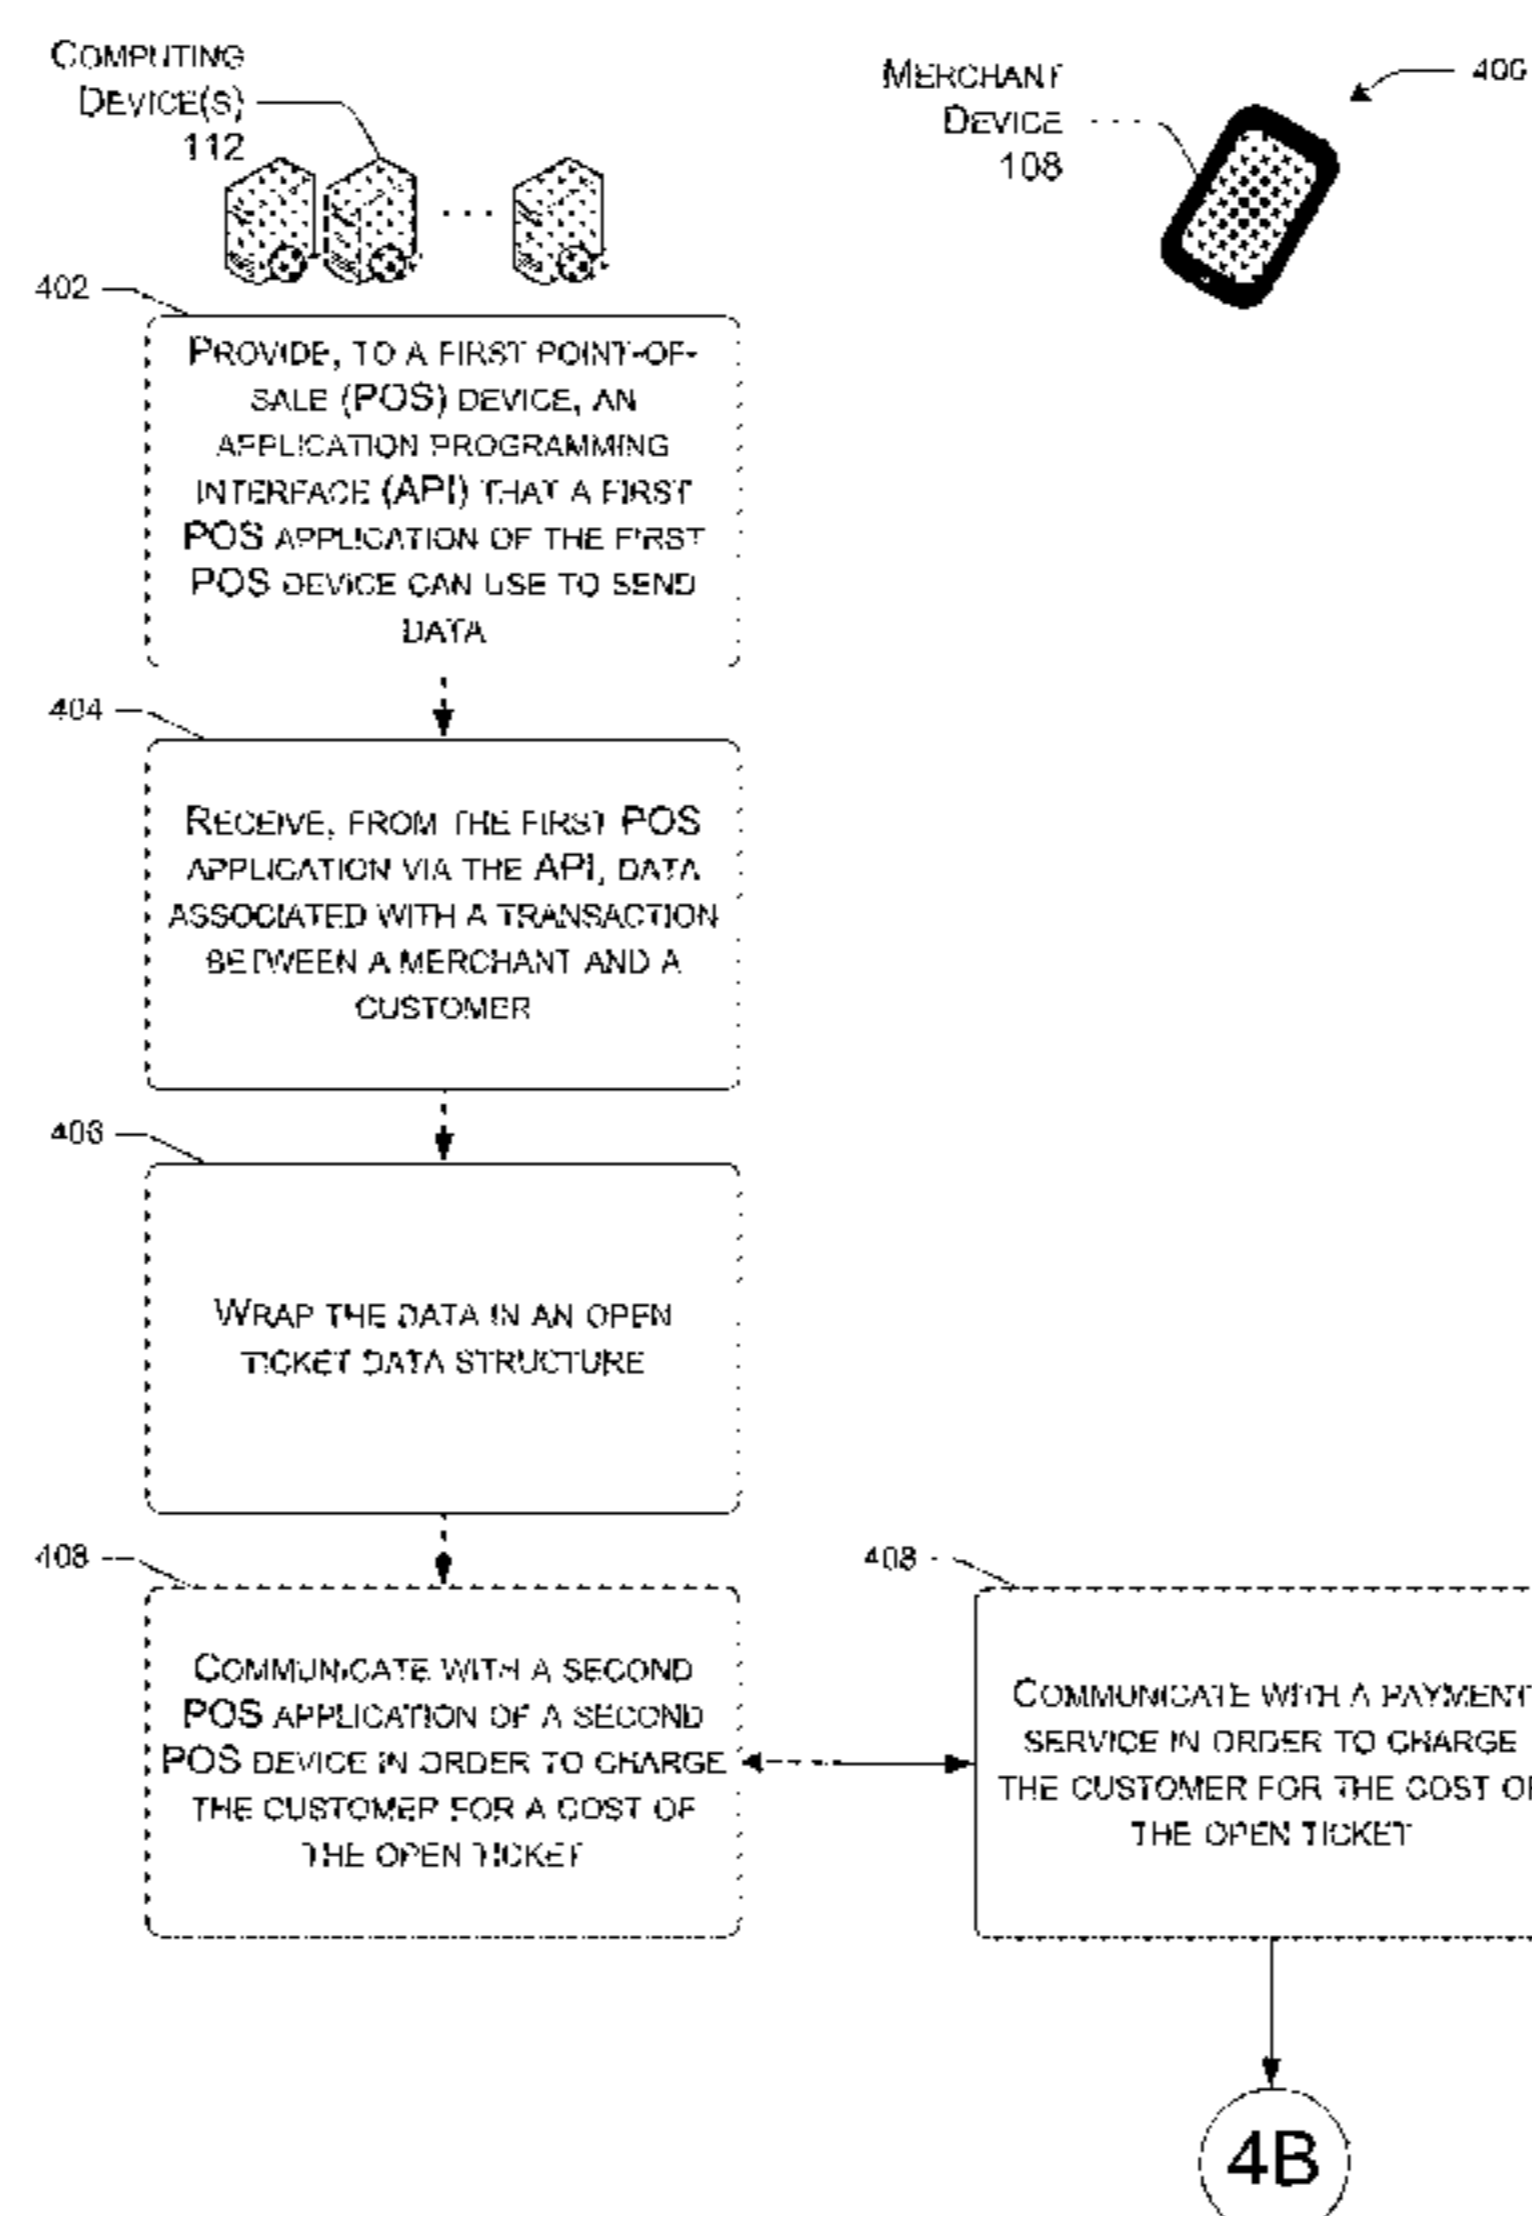 COMPUTING
DEVICE(S)
112
MERCHANT
DEVICE
108
400
402
PROVIDE, TO A FIRST POINT-OF-
SALE (POS) DEVICE, AN
APPLICATION PROGRAMMING
INTERFACE (API) THAT A FIRST
POS APPLICATION OF THE FIRST
POS DEVICE CAN USE TO SEND
DATA
404
RECEIVE, FROM THE FIRST POS
APPLICATION VIA THE API, DATA
ASSOCIATED WITH A TRANSACTION
BETWEEN A MERCHANT AND A
CUSTOMER
406
WRAP THE DATA IN AN OPEN
TICKET DATA STRUCTURE
408
COMMUNICATE WITH A SECOND
POS APPLICATION OF A SECOND
POS DEVICE IN ORDER TO CHARGE
THE CUSTOMER FOR A COST OF
THE OPEN TICKET
408
COMMUNICATE WITH A PAYMENT
SERVICE IN ORDER TO CHARGE
THE CUSTOMER FOR THE COST OF
THE OPEN TICKET
4B